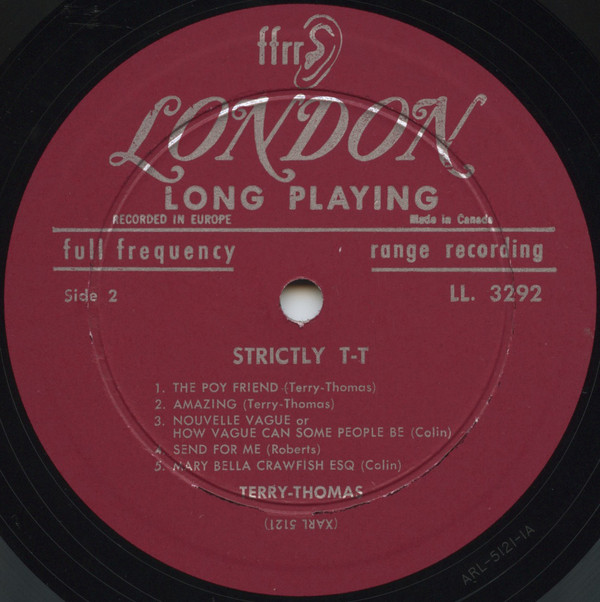 ffrr
LONDON
LONG PLAYING
RECORDED IN EUROPE Made in Canada
full frequency range recording
Side 2 LL. 3292
STRICTLY T-T
1. THE POY FRIEND (Terry-Thomas)
2. AMAZING (Terry-Thomas)
3. NOUVELLE VAGUE or
HOW VAGUE CAN SOME PEOPLE BE (Colin)
4. SEND FOR ME (Roberts)
5. MARY BELLA CRAWFISH ESQ (Colin)
TERRY-THOMAS
(XARL 5121)
ARL-5121-1A